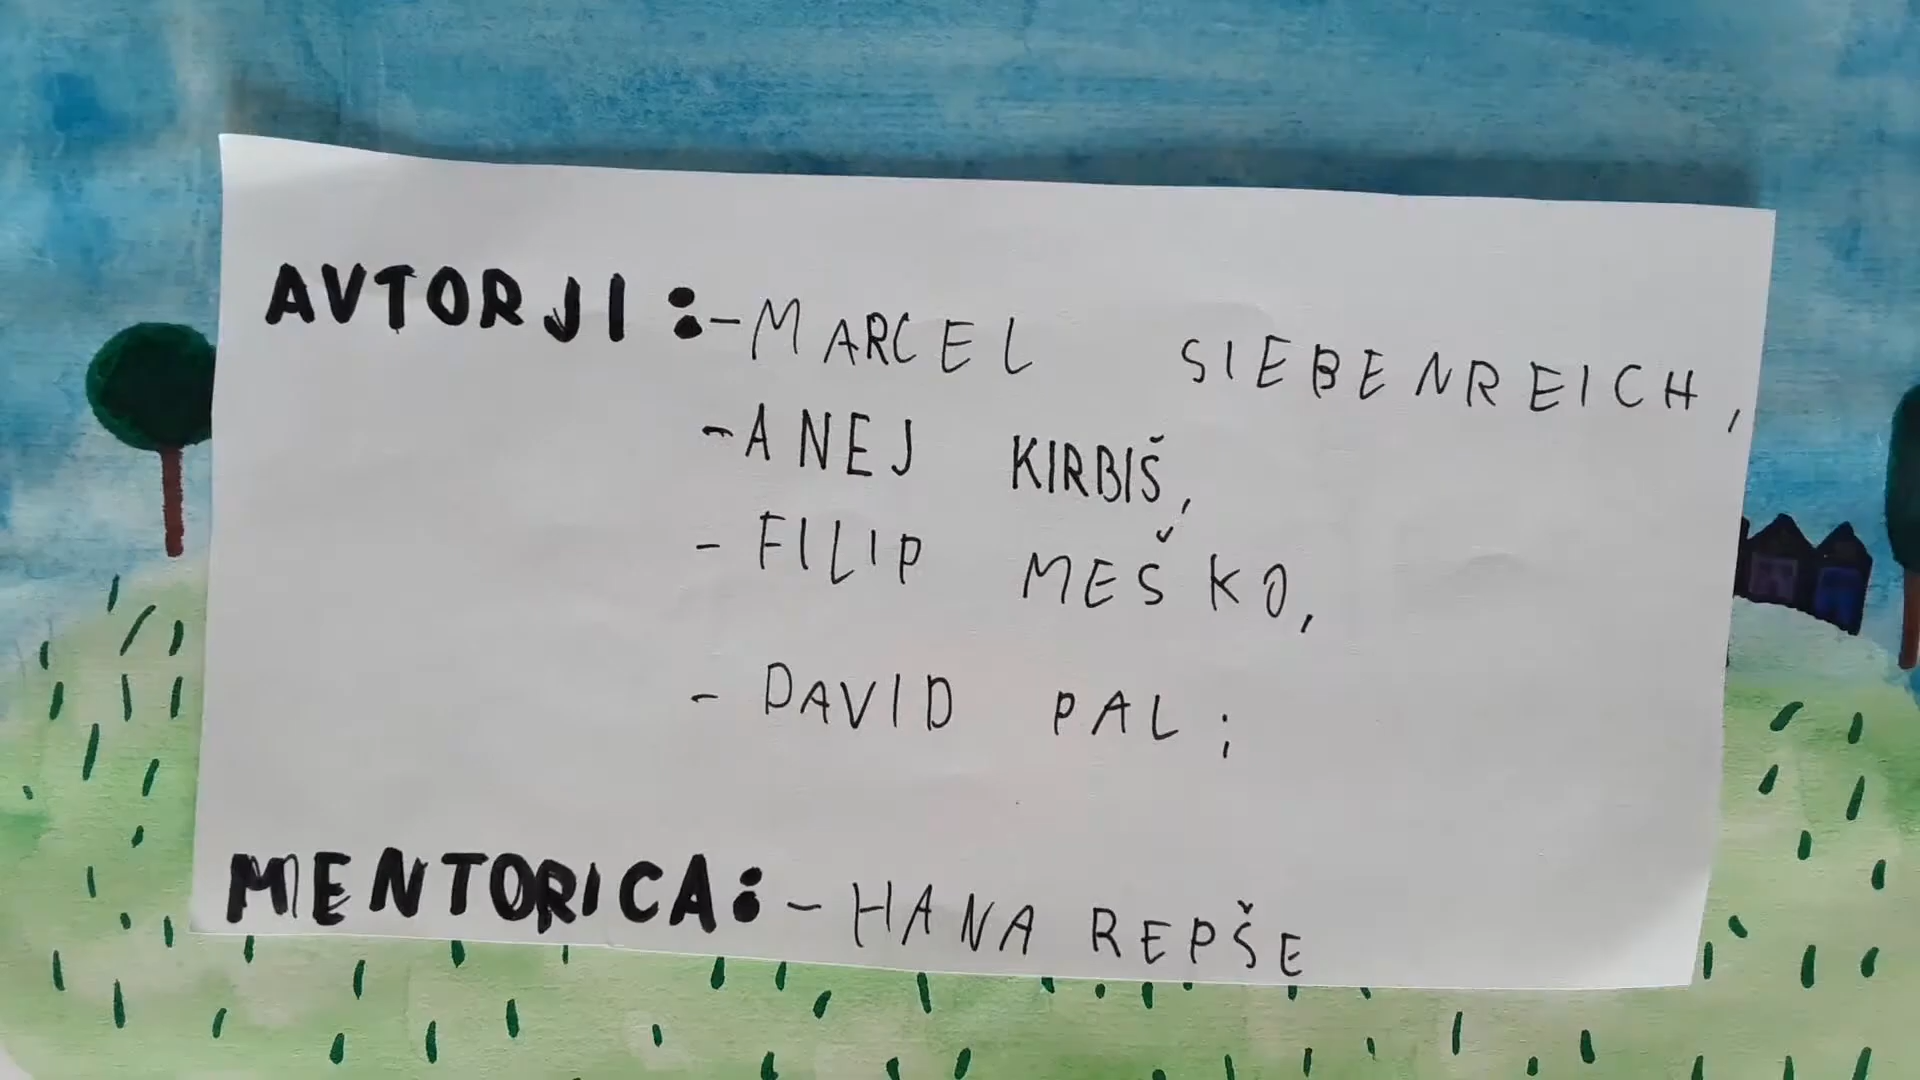 AVTORJI:-MARCEL SIEBENREICH,
-ANEJ KIRBIŠ,
- FILIP MEŠKO,
- DAVID PAL;
MENTORICA:-HANA REPŠE